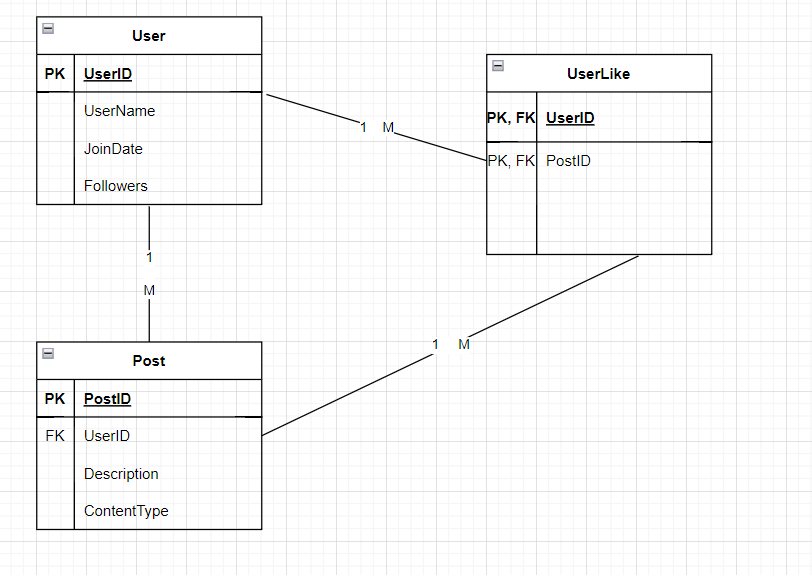 User
PK UserID
UserName
JoinDate
Followers
UserLike
PK, FK UserID
PK, FK PostID
1 M
1
M
1 M
Post
PK PostID
FK UserID
Description
ContentType